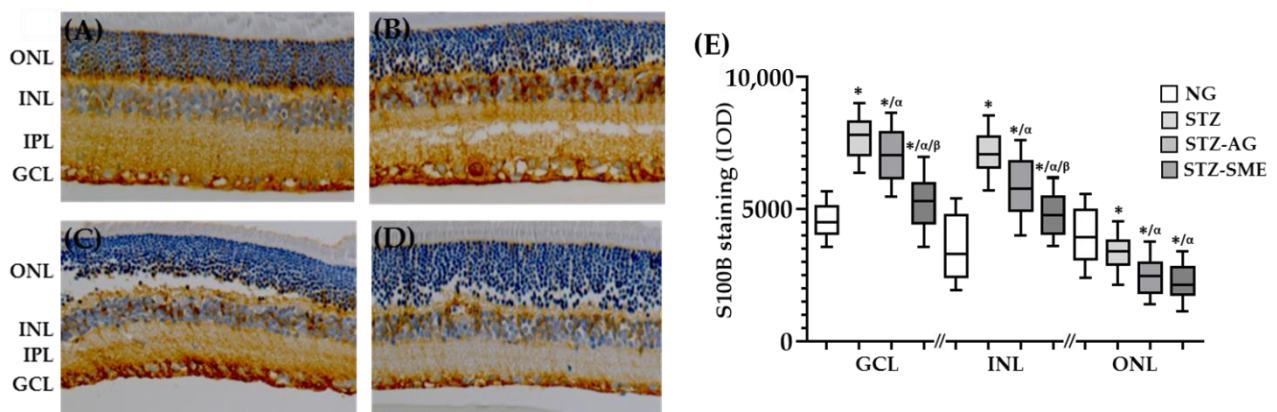 (A)
(B)
ONL
INL
IPL
GCL
(C)
(D)
ONL
INL
IPL
GCL
(E)
S100B staining (IOD)
10,000
5000
0
*
*/α
*/α/β
*
*/α
*/α/β
*
*/α
*/α
//
//
GCL
INL
ONL
NG
STZ
STZ-AG
STZ-SME